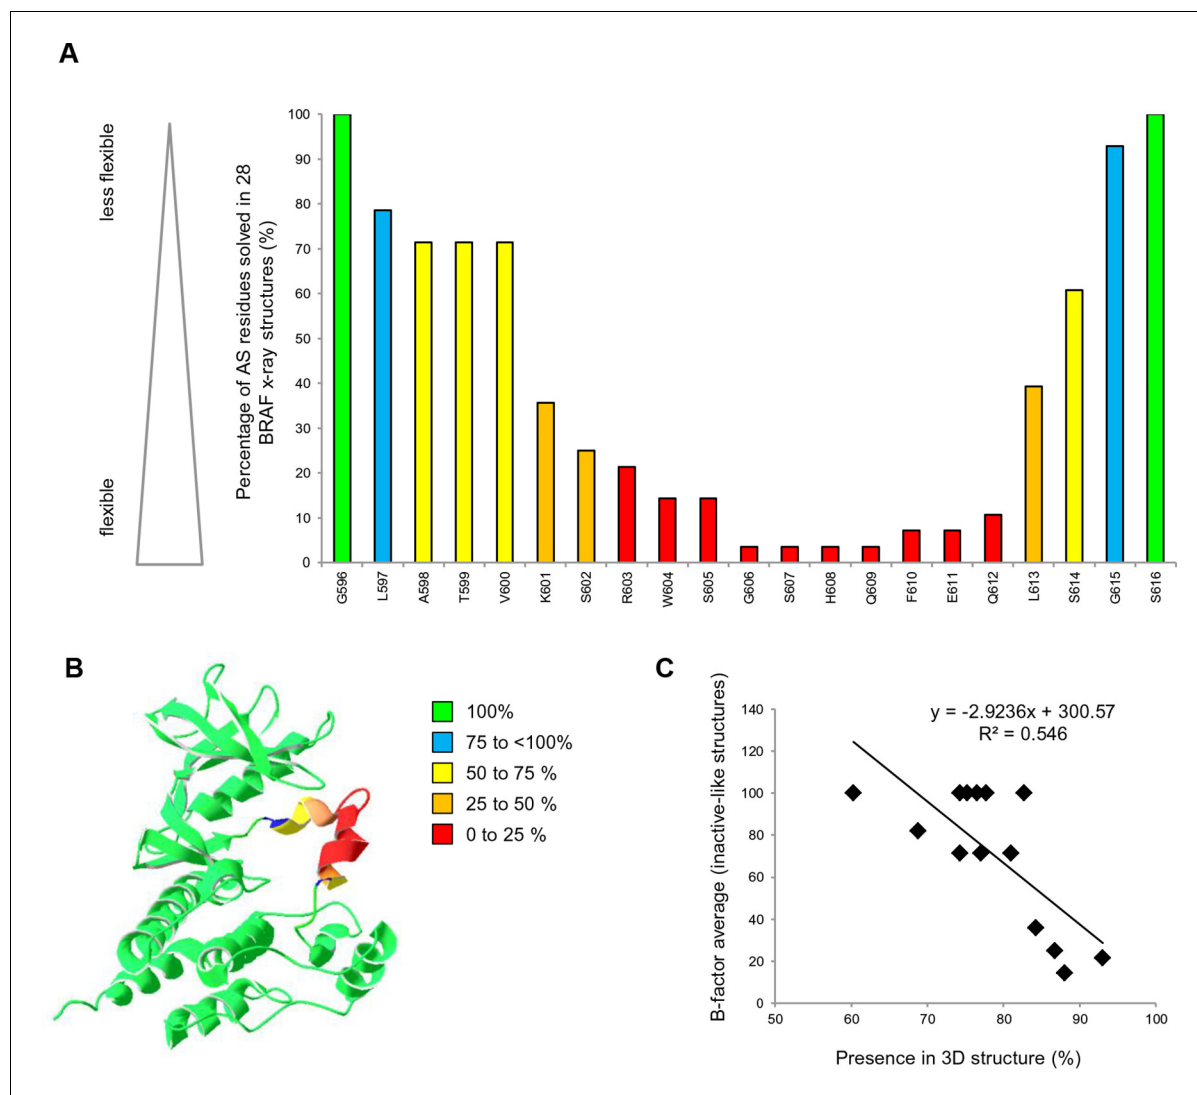 A
less flexible
flexible
Percentage of AS residues solved in 28
BRAF x-ray structures (%)
100
90
80
70
60
50
40
30
20
10
0
G596
L597
A598
T599
V600
K601
S602
R603
W604
S605
G606
S607
H608
Q609
F610
E611
Q612
L613
S614
G615
S616
B
100%
75 to <100%
50 to 75 %
25 to 50 %
0 to 25 %
C
B-factor average (inactive-like structures)
140
120
100
80
60
40
20
0
y = -2.9236x + 300.57
R² = 0.546
50 60 70 80 90 100
Presence in 3D structure (%)